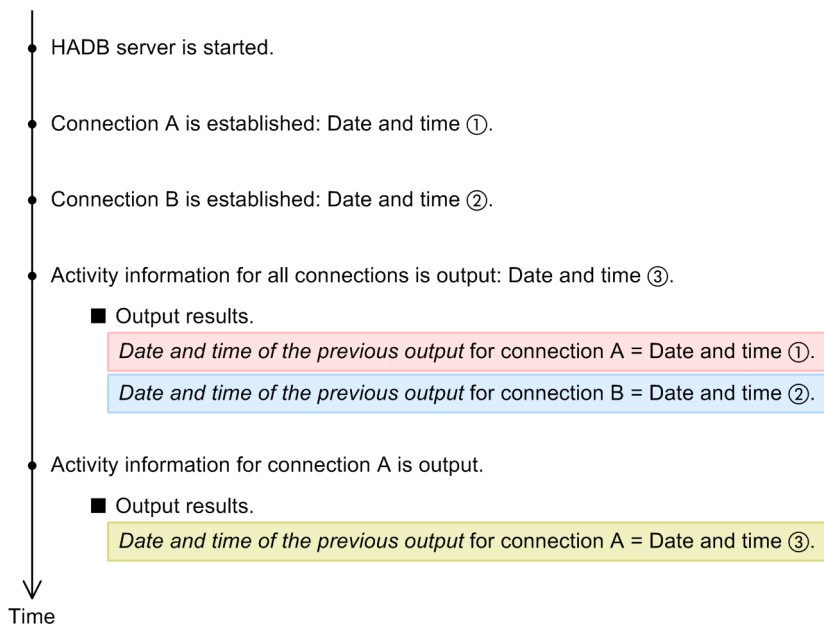 HADB server is started.
Connection A is established: Date and time ①.
Connection B is established: Date and time ②.
Activity information for all connections is output: Date and time ③.
■ Output results.
Date and time of the previous output for connection A = Date and time ①.
Date and time of the previous output for connection B = Date and time ②.
Activity information for connection A is output.
■ Output results.
Date and time of the previous output for connection A = Date and time ③.
Time